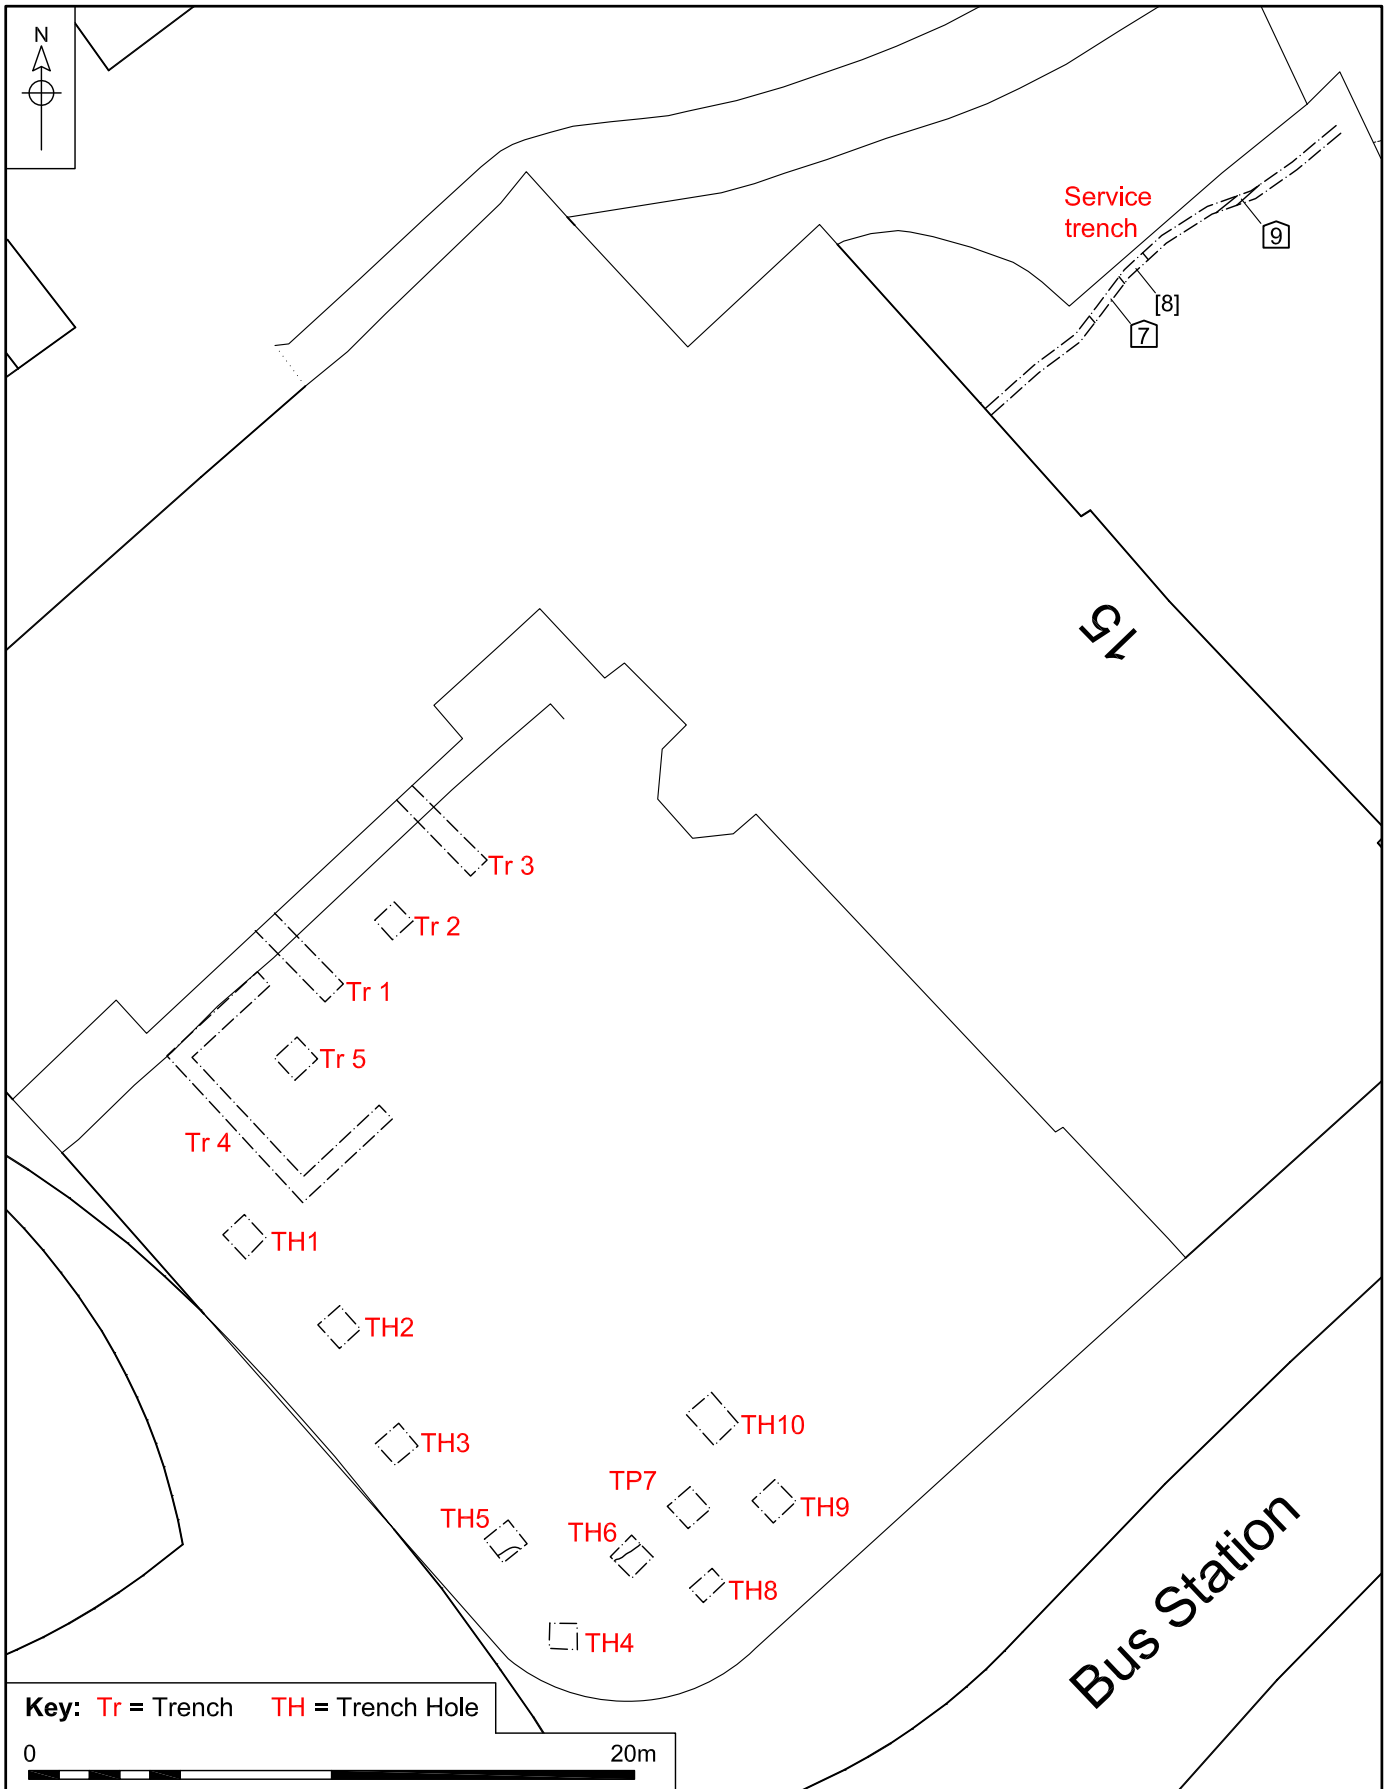 N
Service
trench
9
[8]
7
15
Tr 3
Tr 2
Tr 1
Tr 5
Tr 4
TH1
TH2
TH3
TH10
TP7
TH9
TH5
TH6
TH8
TH4
Bus Station
Key: Tr = Trench TH = Trench Hole
0 20m